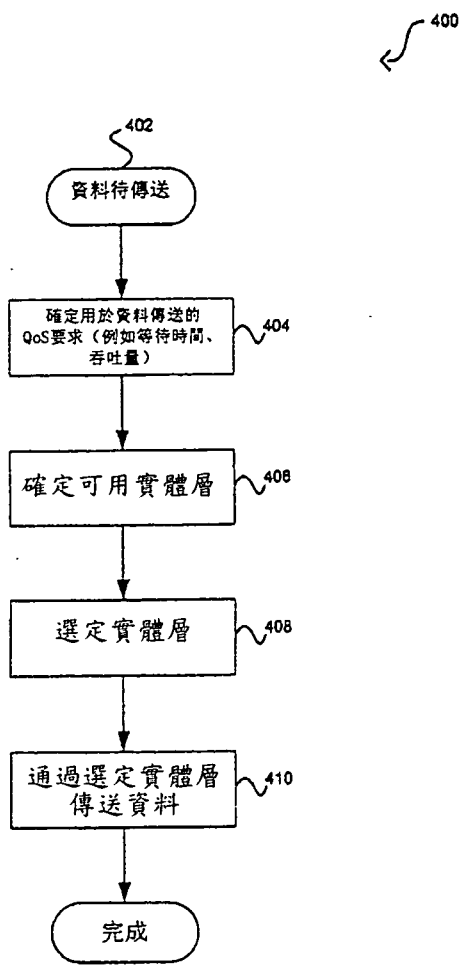 400
402
資料待傳送
確定用於資料傳送的
QoS要求（例如等待時間、
吞吐量）
404
確定可用實體層
406
選定實體層
408
通過選定實體層
傳送資料
410
完成